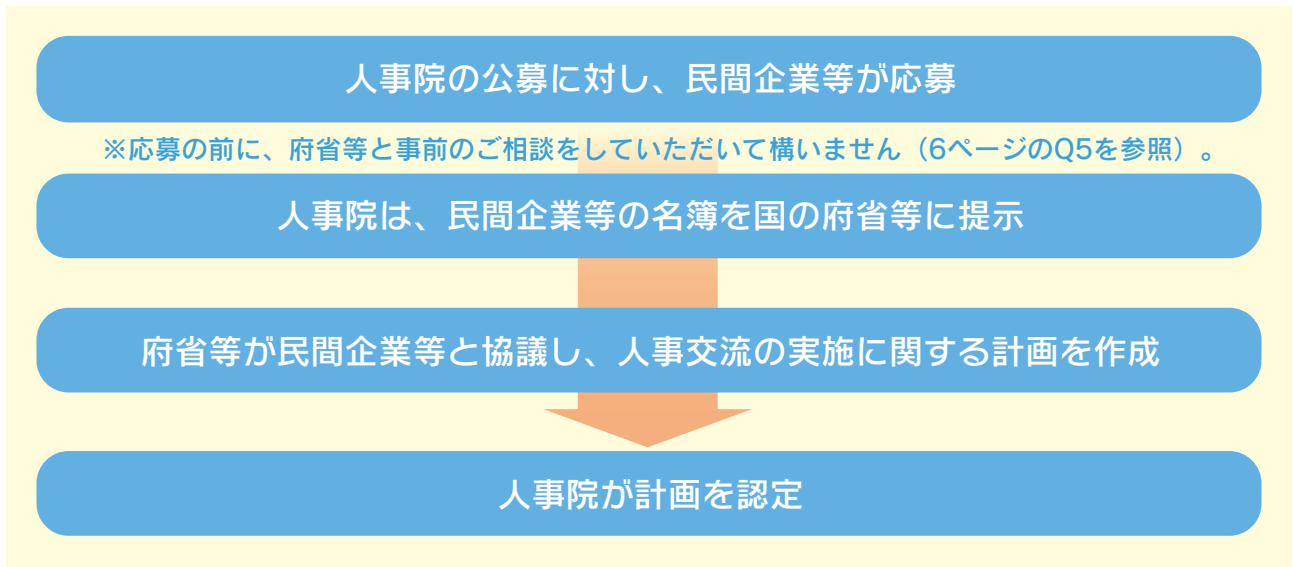 人事院の公募に対し、民間企業等が応募
※応募の前に、府省等と事前のご相談をしていただいて構いません（6ページのQ5を参照）。
人事院は、民間企業等の名簿を国の府省等に提示
府省等が民間企業等と協議し、人事交流の実施に関する計画を作成
人事院が計画を認定